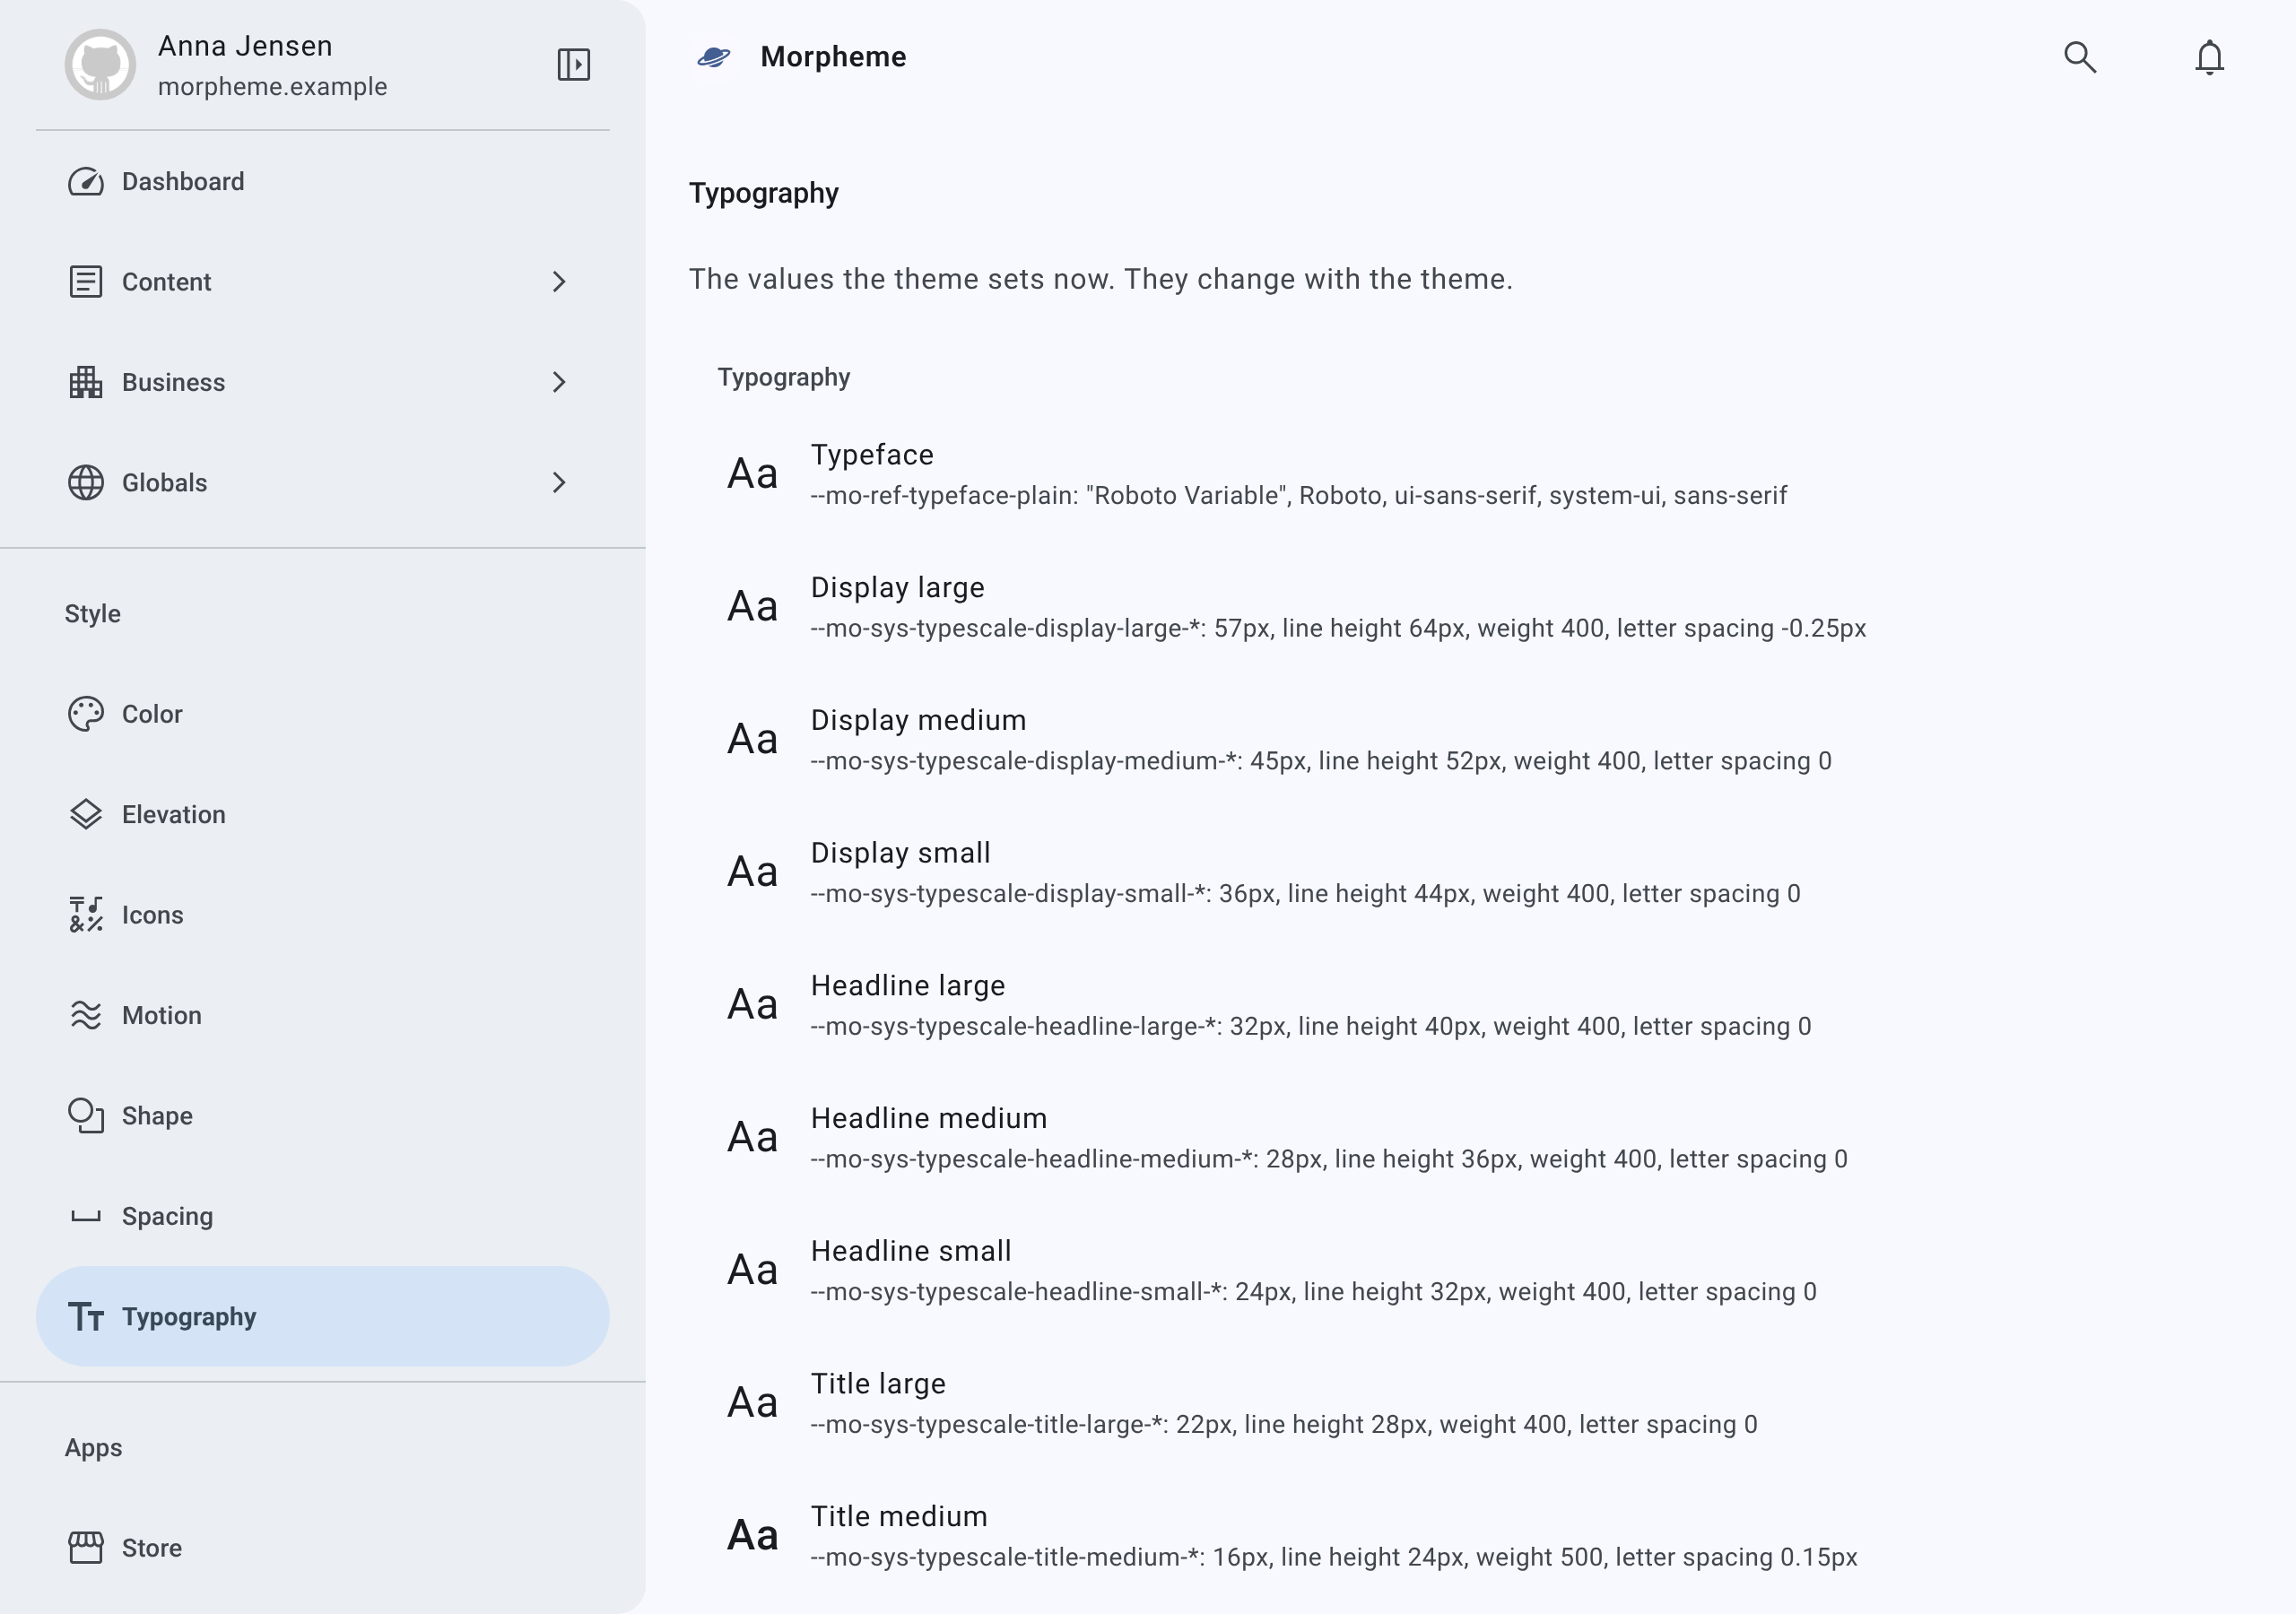 Anna Jensen
morpheme.example
Dashboard
Content
Business
Globals
Style
Color
Elevation
Icons
Motion
Shape
Spacing
Typography
Apps
Store
Morpheme
Typography
The values the theme sets now. They change with the theme.
Typography
Aa
Typeface
--mo-ref-typeface-plain: "Roboto Variable", Roboto, ui-sans-serif, system-ui, sans-serif
Aa
Display large
--mo-sys-typescale-display-large-*: 57px, line height 64px, weight 400, letter spacing -0.25px
Aa
Display medium
--mo-sys-typescale-display-medium-*: 45px, line height 52px, weight 400, letter spacing 0
Aa
Display small
--mo-sys-typescale-display-small-*: 36px, line height 44px, weight 400, letter spacing 0
Aa
Headline large
--mo-sys-typescale-headline-large-*: 32px, line height 40px, weight 400, letter spacing 0
Aa
Headline medium
--mo-sys-typescale-headline-medium-*: 28px, line height 36px, weight 400, letter spacing 0
Aa
Headline small
--mo-sys-typescale-headline-small-*: 24px, line height 32px, weight 400, letter spacing 0
Aa
Title large
--mo-sys-typescale-title-large-*: 22px, line height 28px, weight 400, letter spacing 0
Aa
Title medium
--mo-sys-typescale-title-medium-*: 16px, line height 24px, weight 500, letter spacing 0.15px